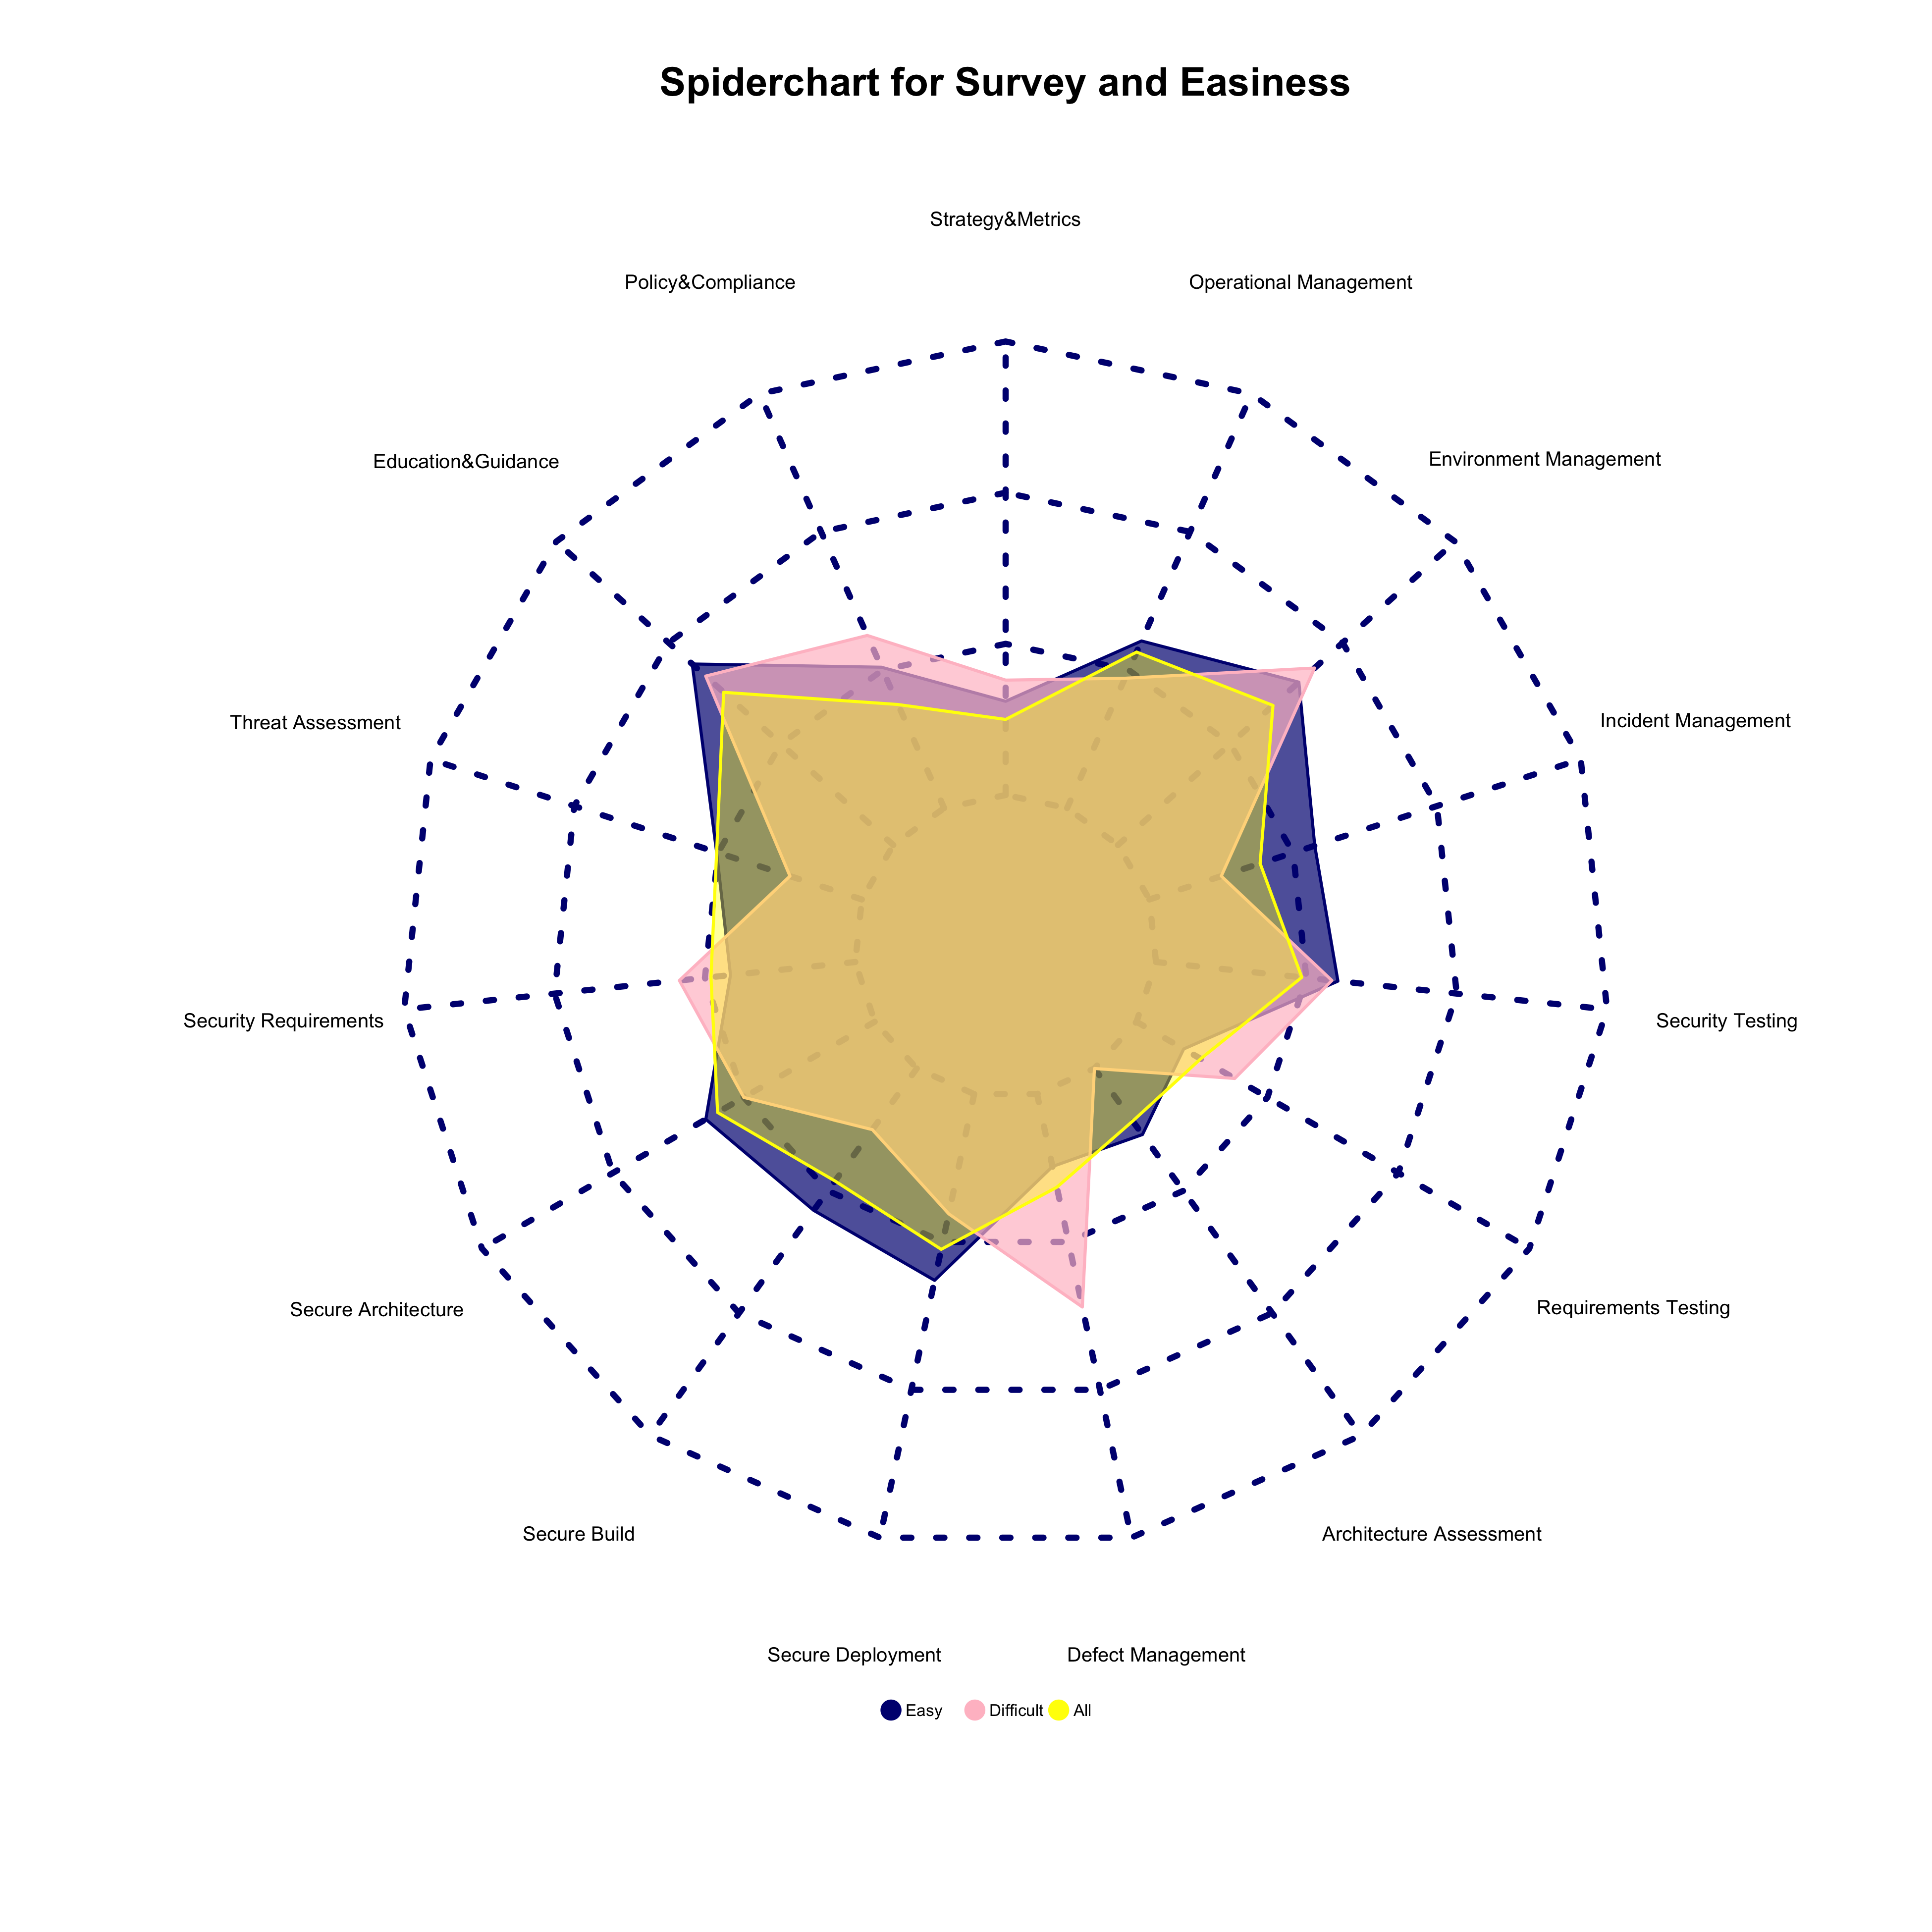 Spiderchart for Survey and Easiness
Strategy&Metrics
Policy&Compliance
Operational Management
Education&Guidance
Environment Management
Threat Assessment
Incident Management
Security Requirements
Security Testing
Secure Architecture
Requirements Testing
Secure Build
Architecture Assessment
Secure Deployment
Defect Management
Easy Difficult All